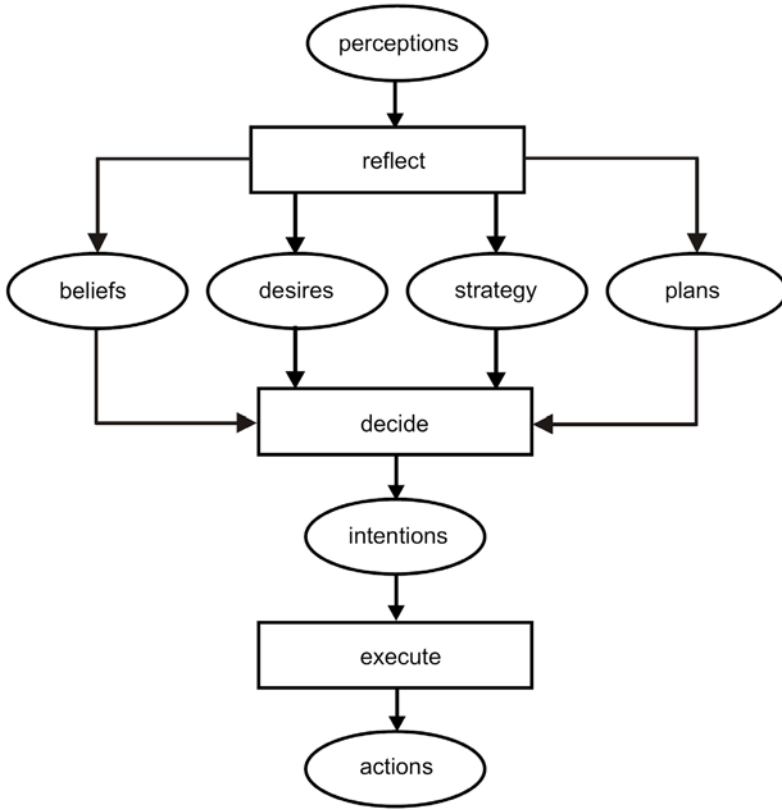 perceptions
reflect
beliefs
desires
strategy
plans
decide
intentions
execute
actions